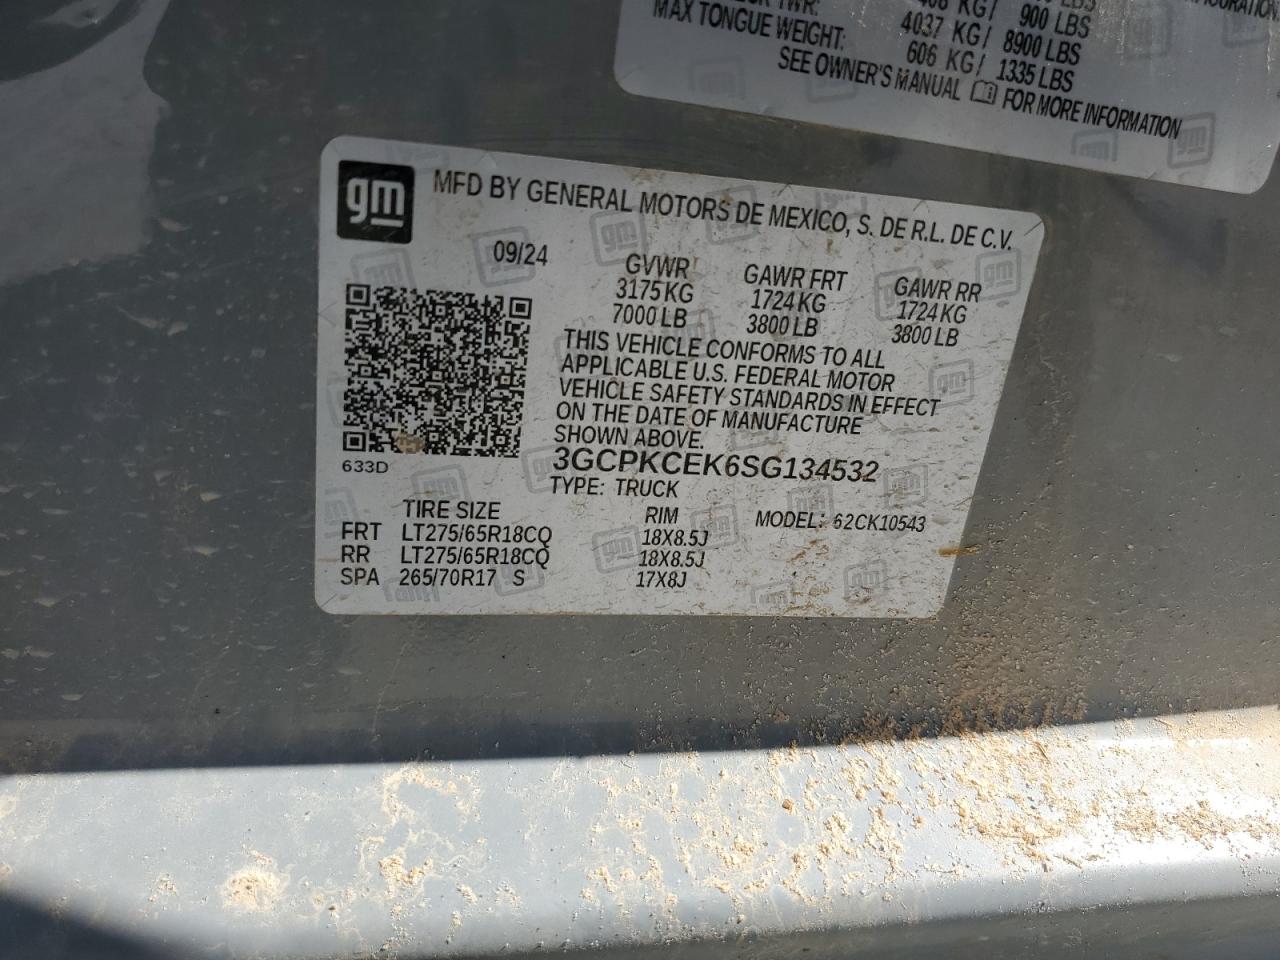 TWR:
KG/ 900 LBS
MAX TONGUE WEIGHT: 4037 KG/ 8900 LBS
606 KG/ 1335 LBS
SEE OWNER'S MANUAL FOR MORE INFORMATION
gm
MFD BY GENERAL MOTORS DE MEXICO, S. DE R.L. DE C.V.
09/24
GVWR GAWR FRT GAWR RR
3175 KG 1724 KG 1724 KG
7000 LB 3800 LB 3800 LB
THIS VEHICLE CONFORMS TO ALL
APPLICABLE U.S. FEDERAL MOTOR
VEHICLE SAFETY STANDARDS IN EFFECT
ON THE DATE OF MANUFACTURE
SHOWN ABOVE.
633D
3GCPKCEK6SG134532
TYPE: TRUCK
TIRE SIZE RIM MODEL: 62CK10543
FRT LT275/65R18CQ 18X8.5J
RR LT275/65R18CQ 18X8.5J
SPA 265/70R17 S 17X8J